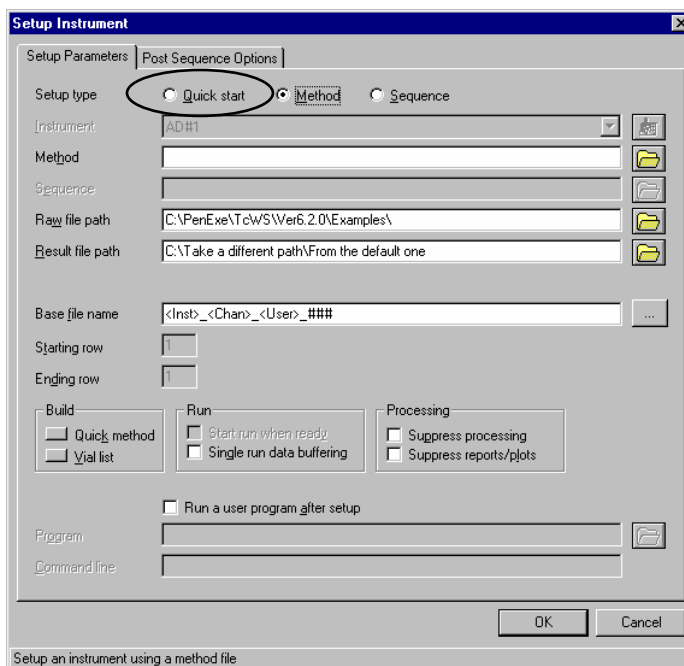 Setup Instrument
Setup Parameters Post Sequence Options
Setup type Quick start Method Sequence
Instrument AD#1
Method
Sequence
Raw file path C:\PenExe\TcWS\Ver6.2.0\Examples\
Result file path C:\Take a different path\From the default one
Base file name <Inst>_<Chan>_<User>_### ...
Starting row 1
Ending row 1
Build Run Processing
Quick method Start run when ready Suppress processing
Vial list Single run data buffering Suppress reports/plots
Run a user program after setup
Program
Command line
OK Cancel
Setup an instrument using a method file